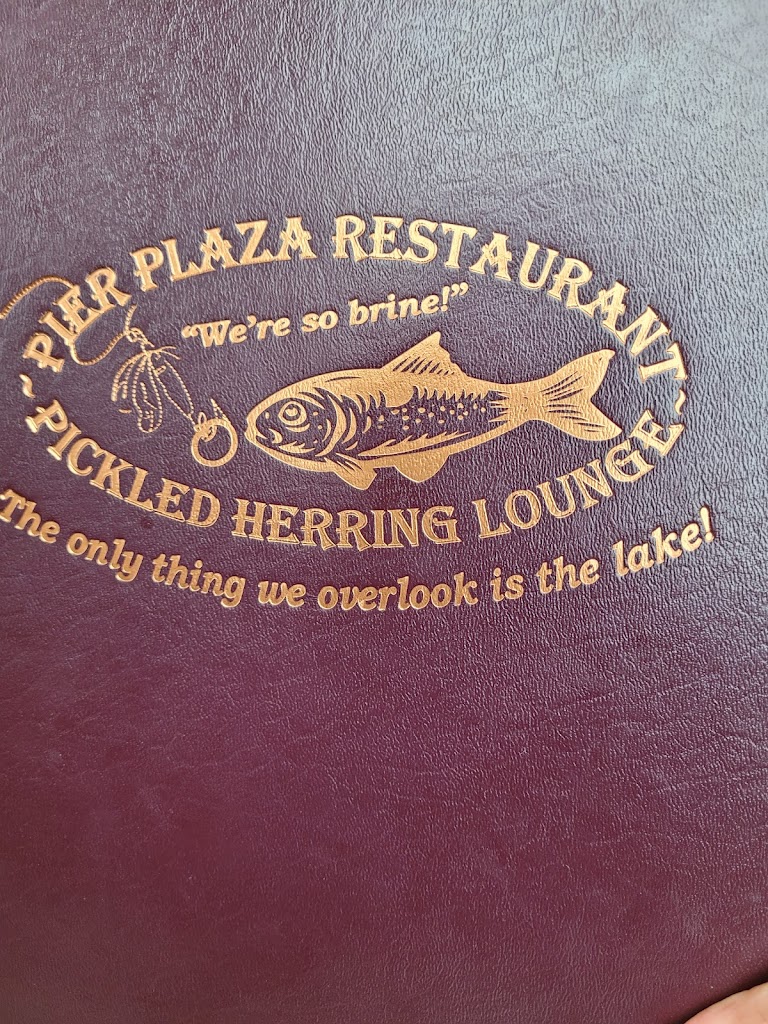 ~ PIER PLAZA RESTAURANT ~
“We’re so brine!”
PICKLED HERRING LOUNGE
The only thing we overlook is the lake!